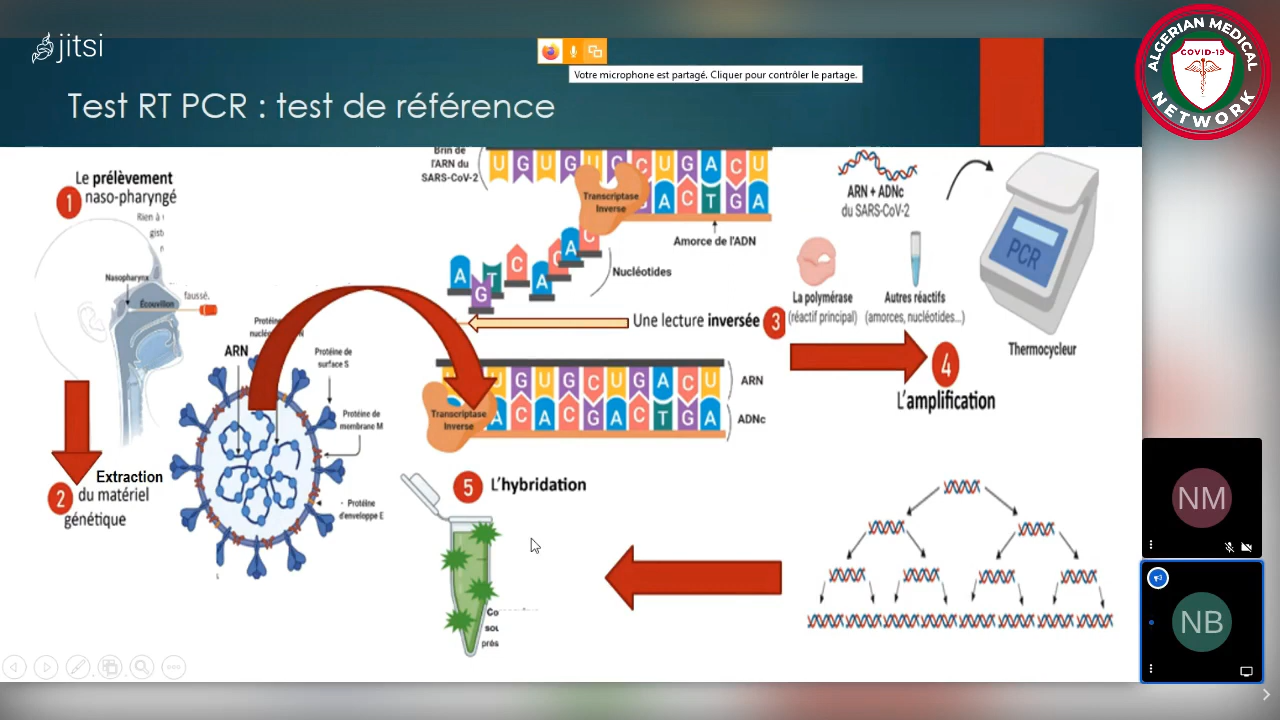 jitsi
Votre microphone est partagé. Cliquer pour contrôler le partage.
ALGERIAN MEDICAL
COVID-19
NETWORK
Test RT PCR : test de référence
1
Le prélèvement
naso-pharyngé
Rien à
Nasopharynx
Écouvillon
faussé.
Brin de
l'ARN du
SARS-CoV-2
U G U G U C C U G A C U
Transcriptase
Inverse
A C T G A
Amorce de l'ADN
C
A
C
A
C
T
G
A
Nucléotides
Une lecture inversée 3
ARN + ADNc
du SARS-CoV-2
PCR
La polymérase
(réactif principal)
Autres réactifs
(amorces, nucléotides...)
Thermocycleur
4
L'amplification
ARN
Protéine de
surface S
Protéine de
membrane M
- Protéine
d'enveloppe E
U G U G C U G A C U
ARN
Transcriptase
Inverse
A C A C G A C T G A
ADNc
2
Extraction
du matériel
génétique
5 L'hybridation
NM
NB